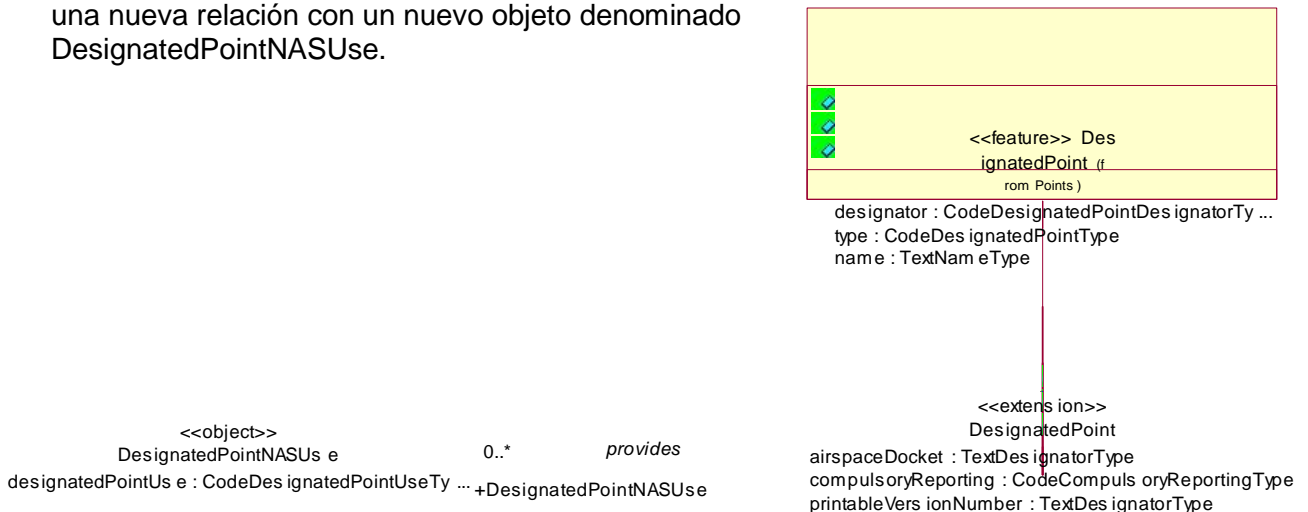 una nueva relación con un nuevo objeto denominado
DesignatedPointNASUse.
<<feature>> Des
ignatedPoint (f
rom Points )
designator : CodeDesignatedPointDes ignatorTy ...
type : CodeDes ignatedPointType
nam e : TextNam eType
<<extens ion>>
DesignatedPoint
airspaceDocket : TextDes ignatorType
compulsoryReporting : CodeCompuls oryReportingType
printableVers ionNumber : TextDes ignatorType
<<object>>
DesignatedPointNASUs e
designatedPointUs e : CodeDes ignatedPointUseTy ...
0..*
provides
+DesignatedPointNASUse